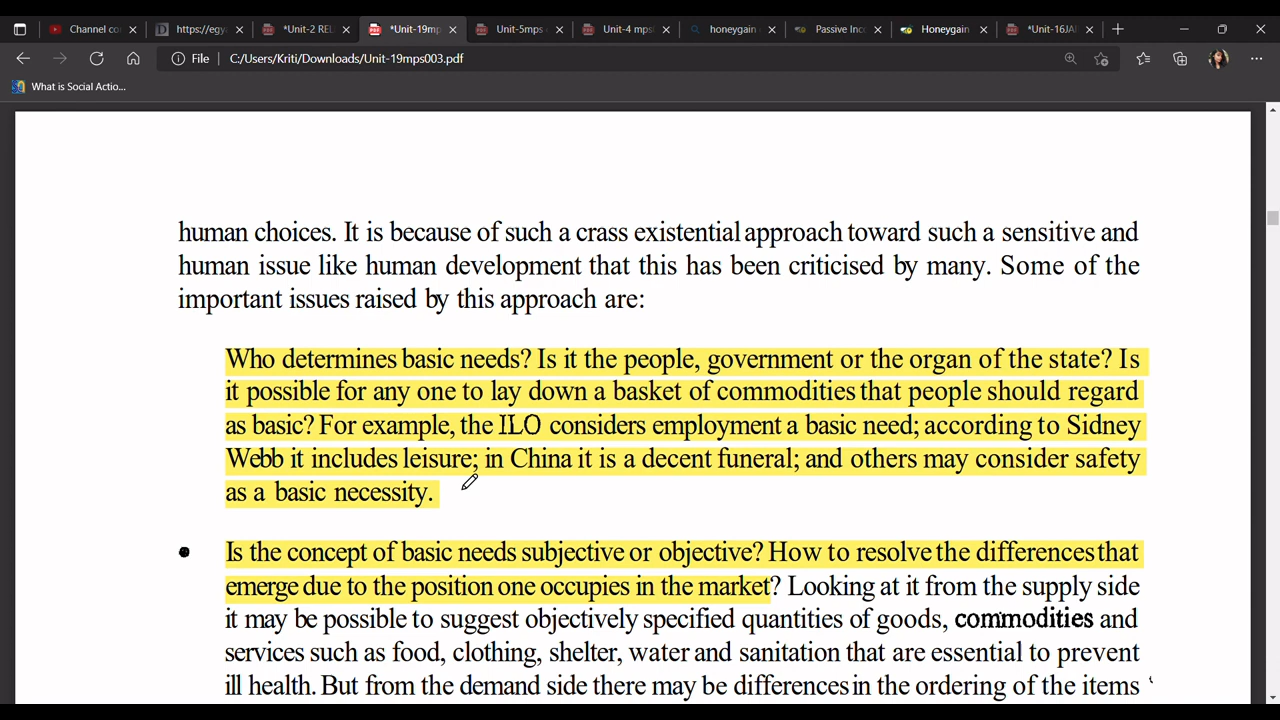 Channel co
https://egy
*Unit-2 REL
*Unit-19mp
Unit-5mps
Unit-4 mps
honeygain
Passive Inc
Honeygain
*Unit-16JA
File
C:/Users/Kriti/Downloads/Unit-19mps003.pdf
What is Social Actio...
human choices. It is because of such a crass existential approach toward such a sensitive and
human issue like human development that this has been criticised by many. Some of the
important issues raised by this approach are:
Who determines basic needs? Is it the people, government or the organ of the state? Is
it possible for any one to lay down a basket of commodities that people should regard
as basic? For example, the ILO considers employment a basic need; according to Sidney
Webb it includes leisure; in China it is a decent funeral; and others may consider safety
as a basic necessity.
• Is the concept of basic needs subjective or objective? How to resolve the differences that
emerge due to the position one occupies in the market? Looking at it from the supply side
it may be possible to suggest objectively specified quantities of goods, commodities and
services such as food, clothing, shelter, water and sanitation that are essential to prevent
ill health. But from the demand side there may be differences in the ordering of the items